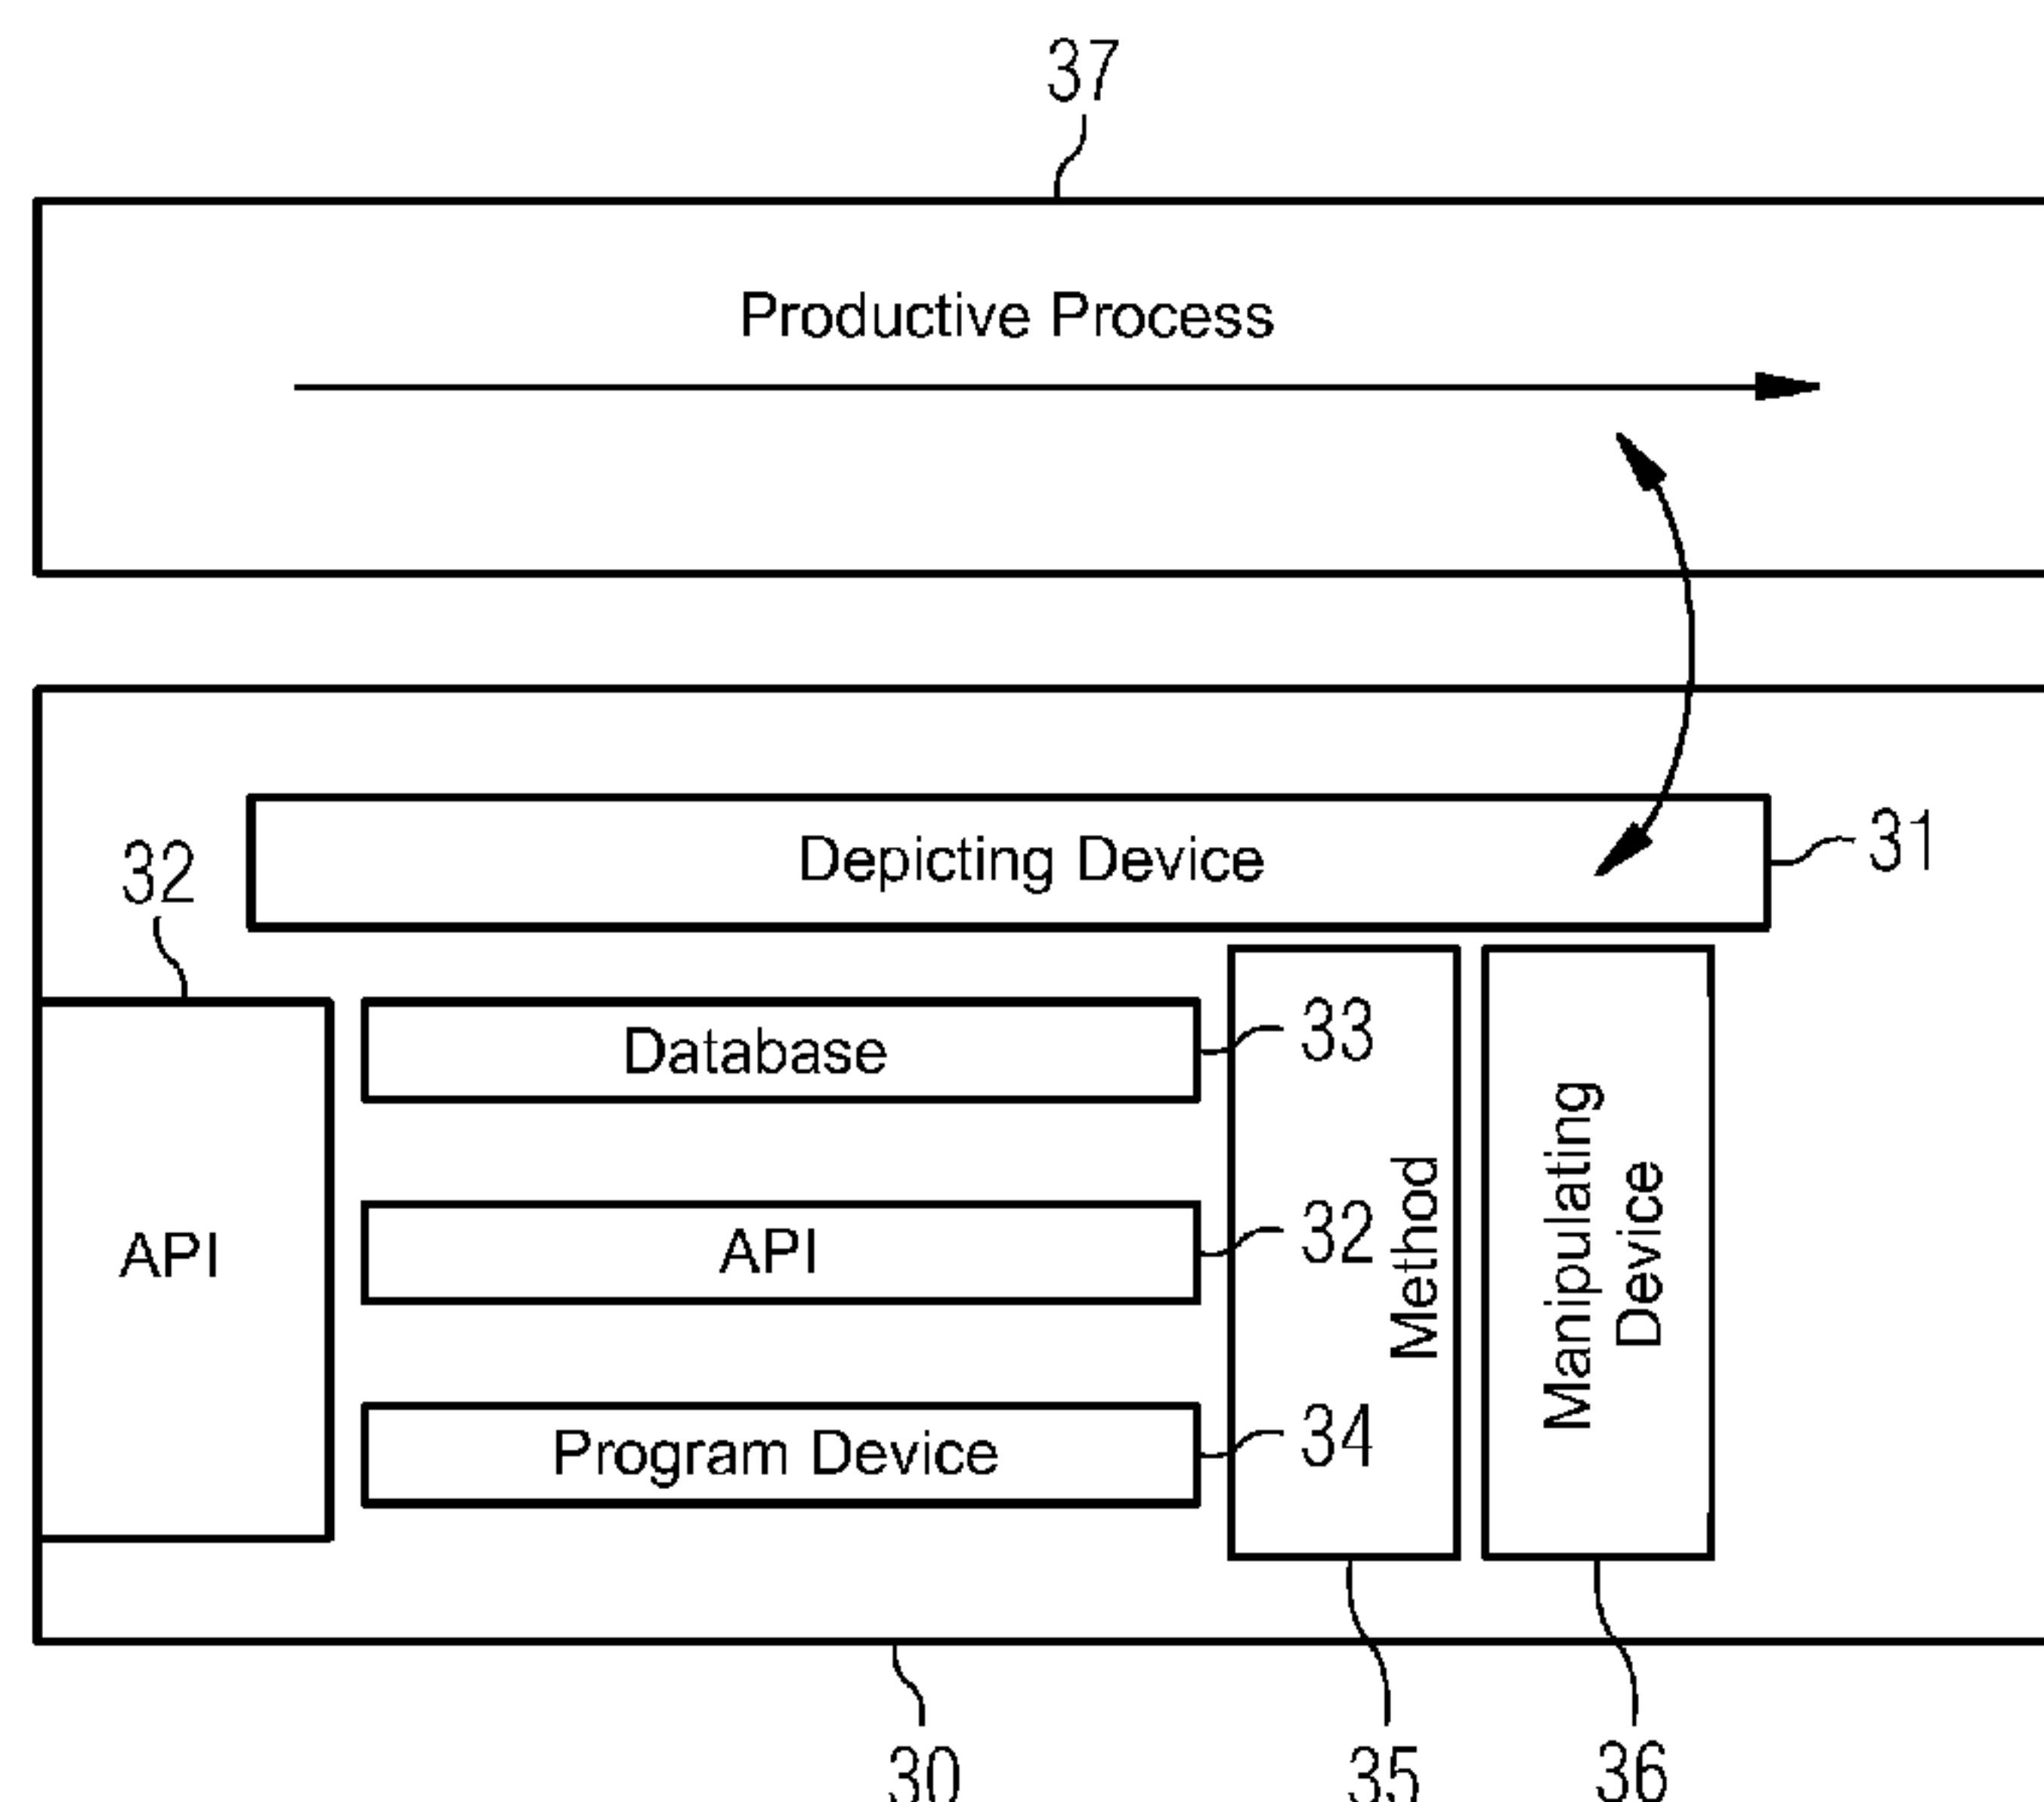 37
Productive Process
Depicting Device
31
32
Database
33
API
API
32
Method
Manipulating
Device
Program Device
34
30
35
36